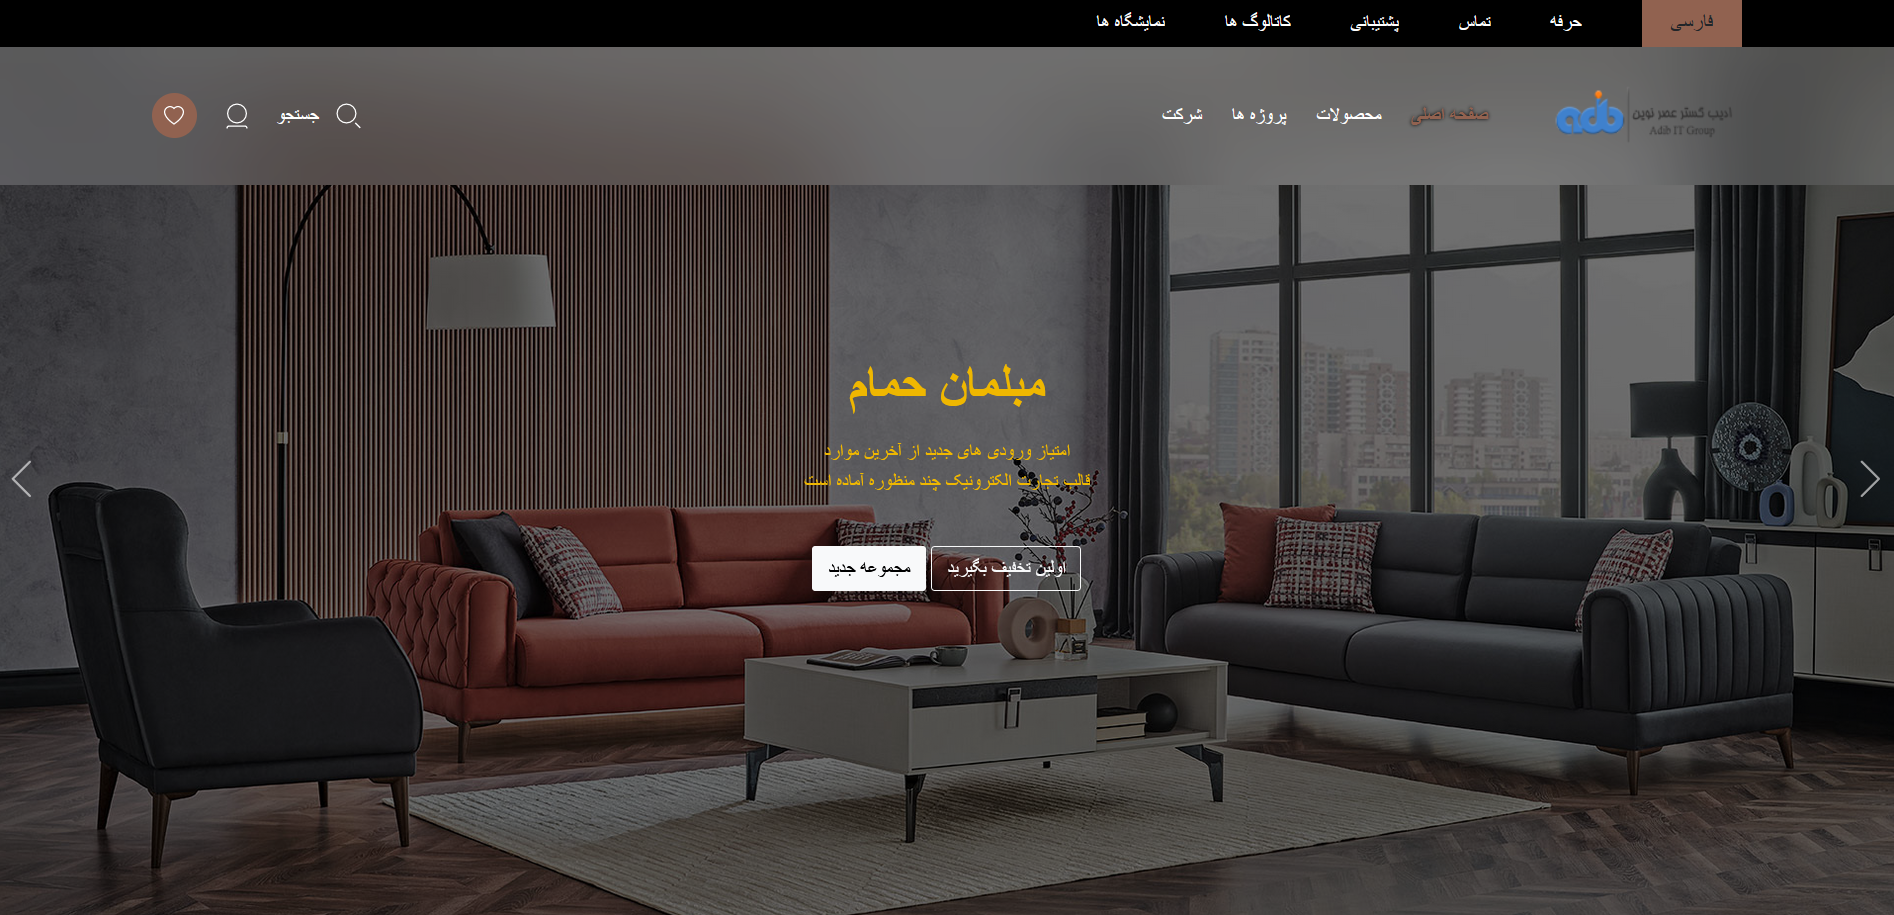 فارسی
حرفه
تماس
پشتیبانی
کاتالوگ ها
نمایشگاه ها
ادیب گستر عصر نوین
Adib IT Group
adib
صفحه اصلی
محصولات
پروژه ها
شرکت
جستجو
مبلمان حمام
امتیاز ورودی های جدید از آخرین موارد
قالب تجارت الکترونیک چند منظوره آماده است
اولین تخفیف بگیرید
مجموعه جدید